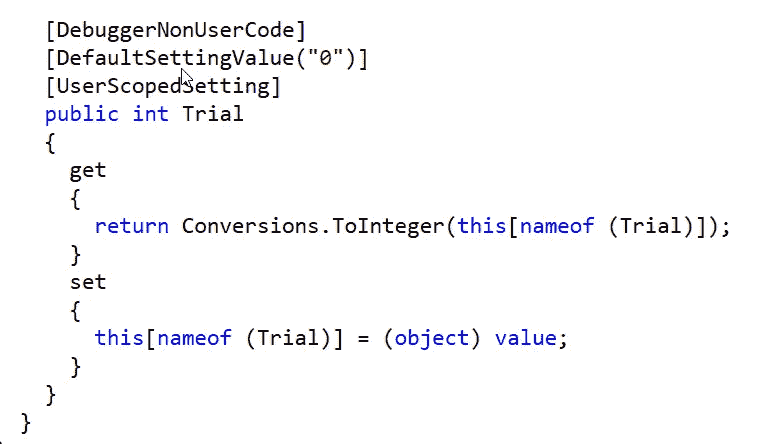 [DebuggerNonUserCode]
[DefaultSettingValue("0")]
[UserScopedSetting]
public int Trial
{
get
{
return Conversions.ToInteger(this[nameof (Trial)]);
}
set
{
this[nameof (Trial)] = (object) value;
}
}
}